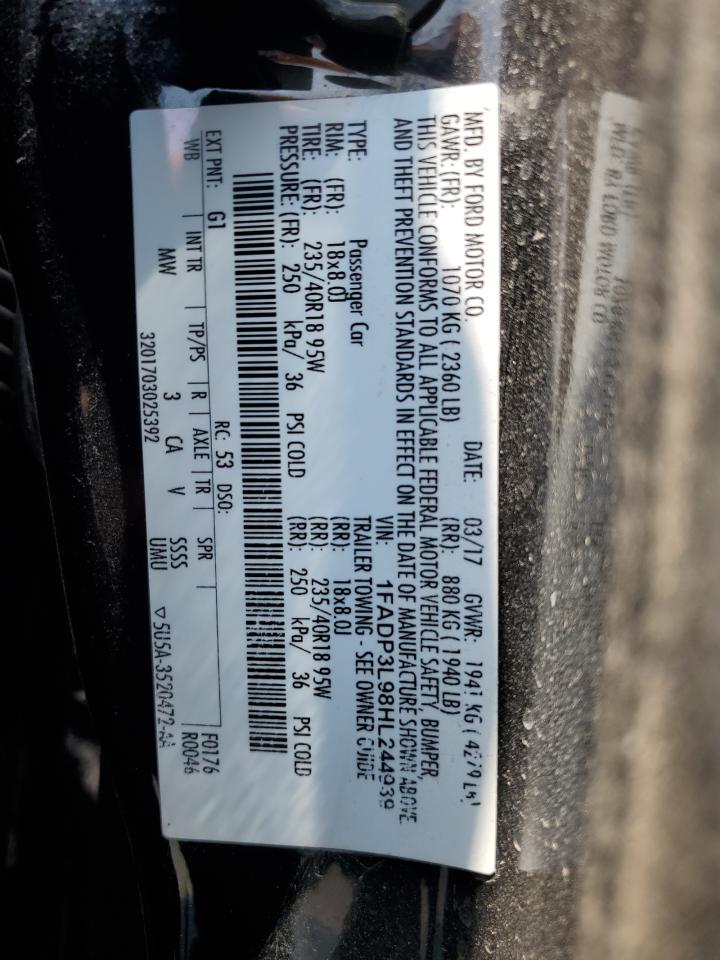 MFD. BY FORD MOTOR CO. DATE: 03/17 GVWR: 1941 KG ( 4279 LB)
GAWR: (FR): 1070 KG ( 2360 LB) (RR): 880 KG ( 1940 LB)
THIS VEHICLE CONFORMS TO ALL APPLICABLE FEDERAL MOTOR VEHICLE SAFETY, BUMPER,
AND THEFT PREVENTION STANDARDS IN EFFECT ON THE DATE OF MANUFACTURE SHOWN ABOVE.
VIN: 1FADP3L98HL244939
TYPE: Passenger Car TRAILER TOWING - SEE OWNER GUIDE
RIM: (FR): 18x8.0J (RR): 18x8.0J
TIRE: (FR): 235/40R18 95W (RR): 235/40R18 95W
PRESSURE: (FR): 250 kPa/ 36 PSI COLD (RR): 250 kPa/ 36 PSI COLD
EXT PNT: G1 RC: 53 DSO: F0176
WB INT TR TP/PS R AXLE TR SPR R0046
MW 3 CA V SSSS
UMU
3201703025392 ▽ 5U5A-3520472-AA